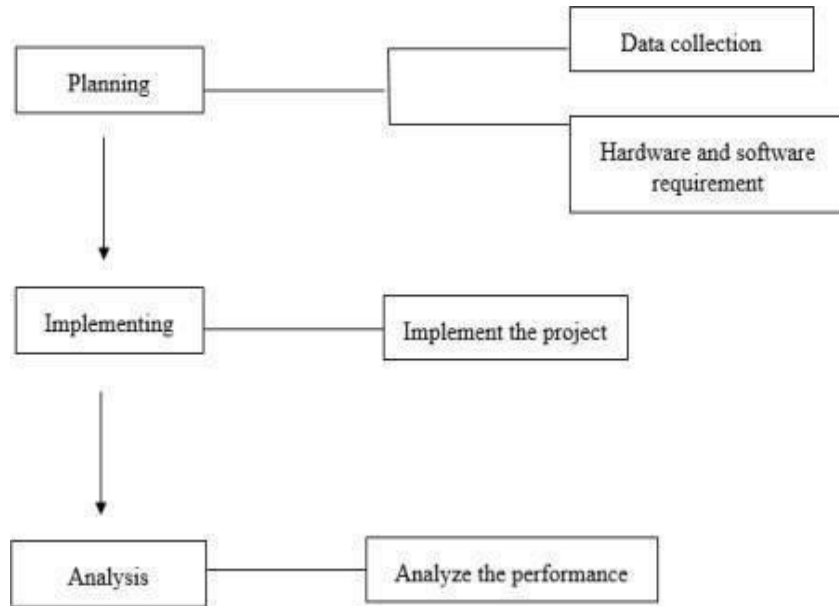 Data collection
Planning
Hardware and software
requirement
Implementing
Implement the project
Analysis
Analyze the performance